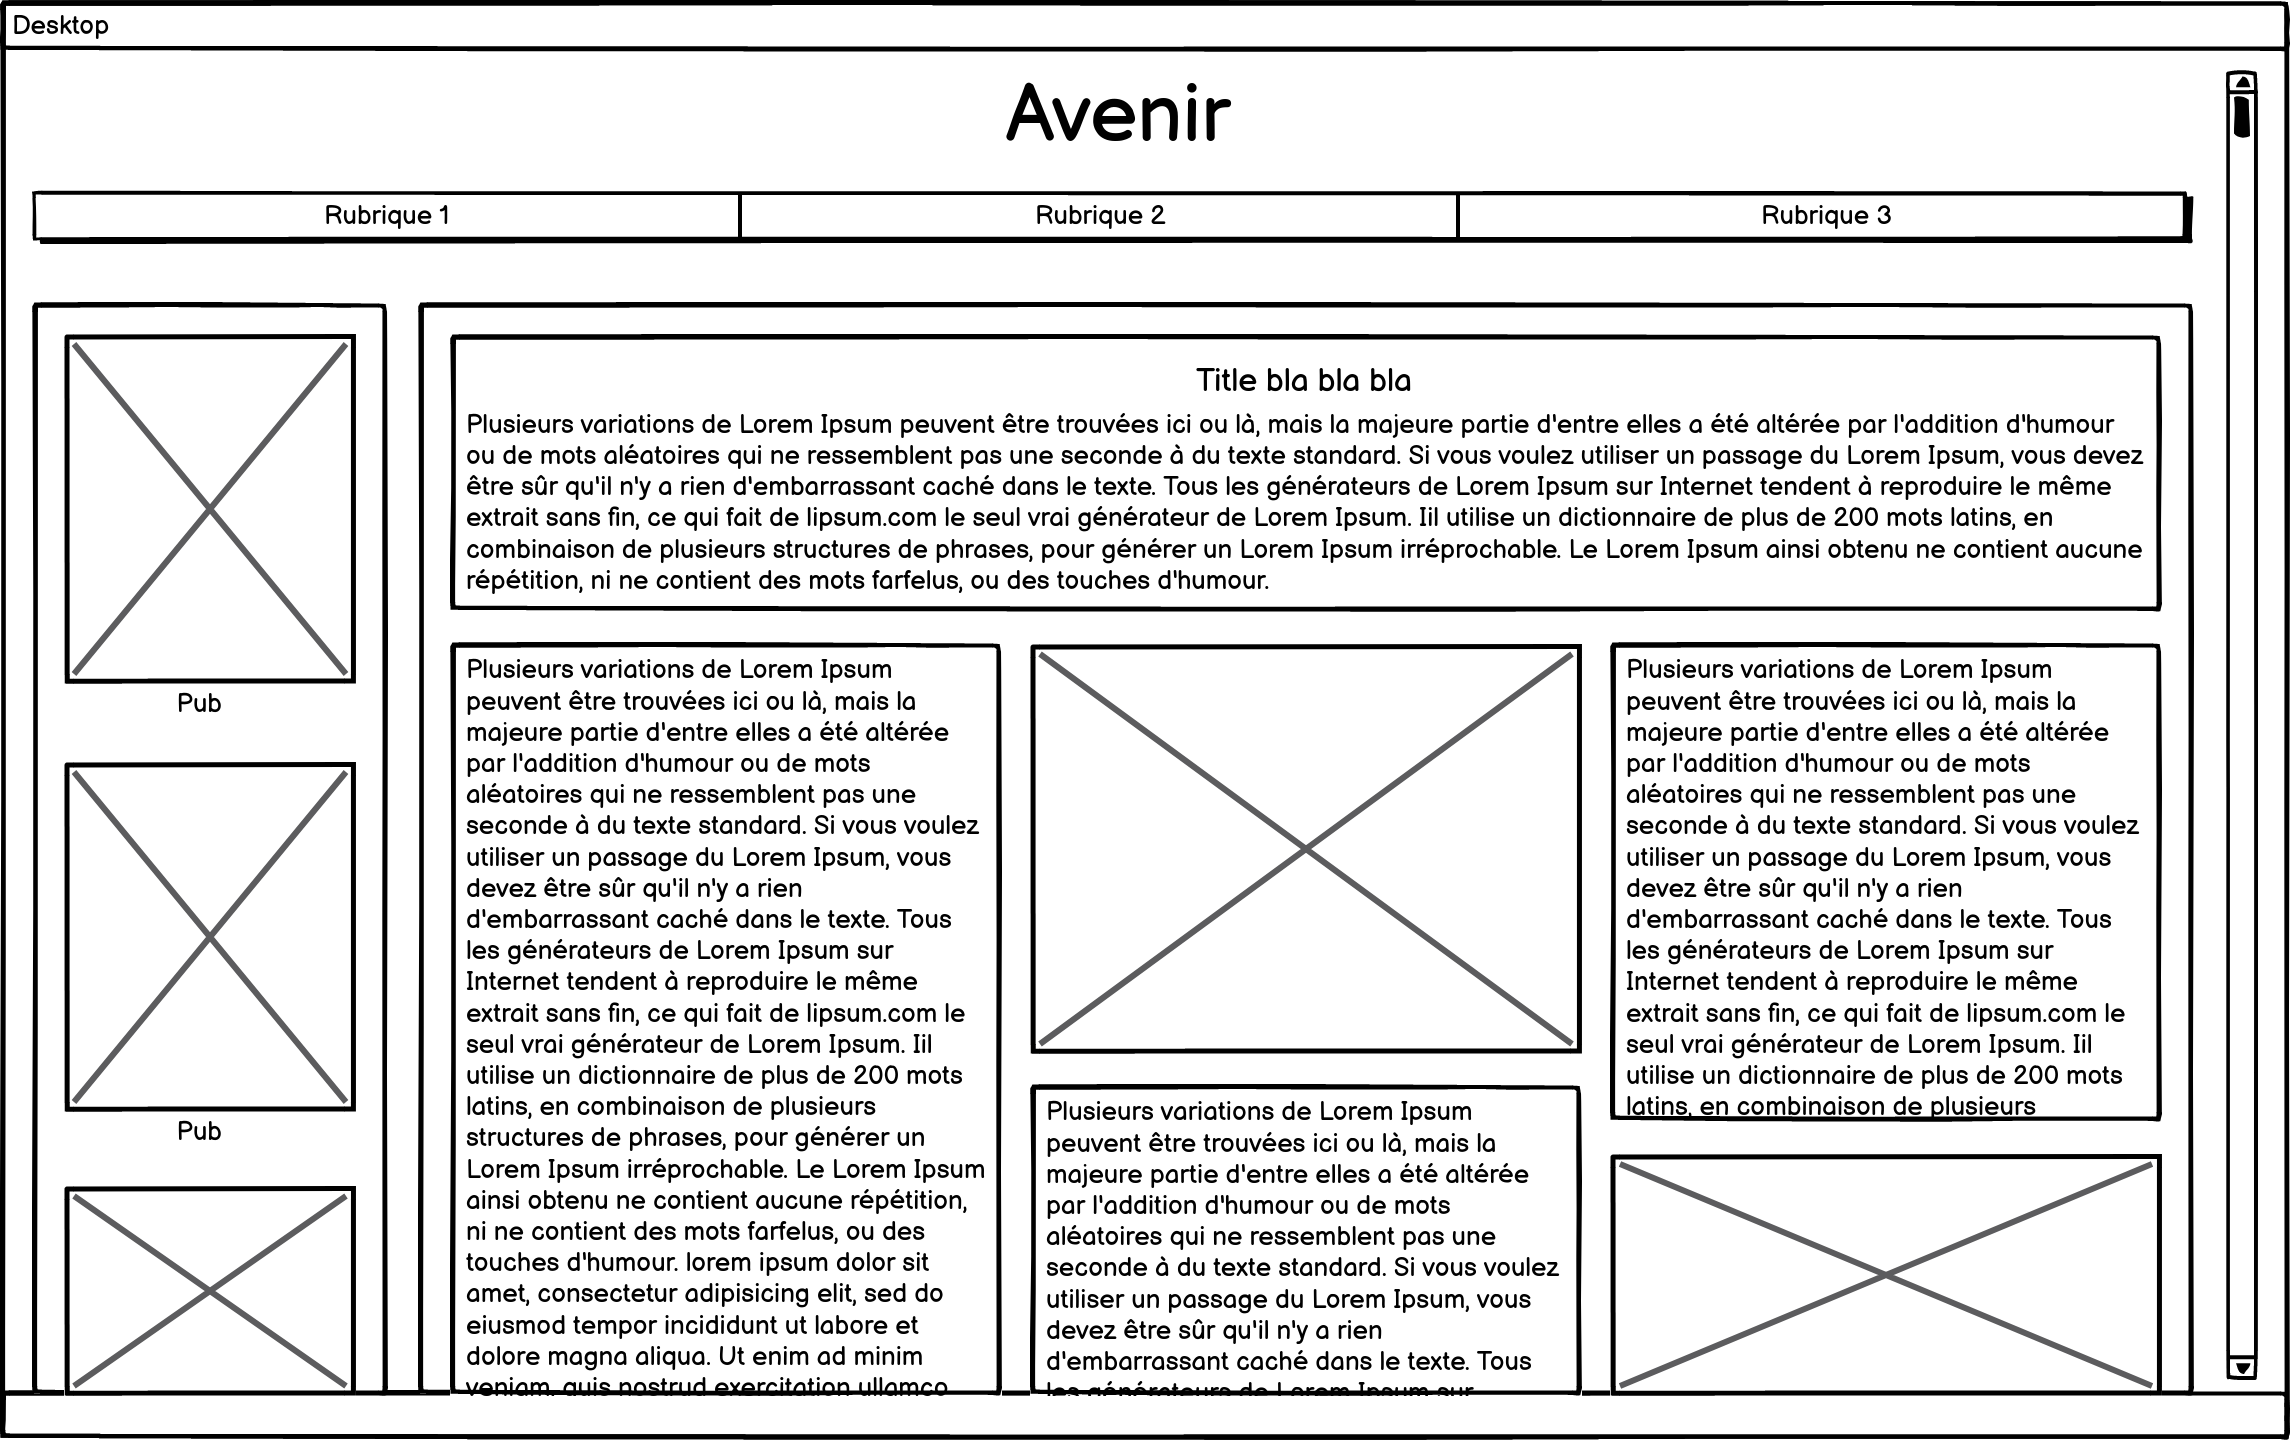 Desktop
Avenir
Rubrique 1
Rubrique 2
Rubrique 3
Pub
Pub
Title bla bla bla
Plusieurs variations de Lorem Ipsum peuvent être trouvées ici ou là, mais la majeure partie d'entre elles a été altérée par l'addition d'humour
ou de mots aléatoires qui ne ressemblent pas une seconde à du texte standard. Si vous voulez utiliser un passage du Lorem Ipsum, vous devez
être sûr qu'il n'y a rien d'embarrassant caché dans le texte. Tous les générateurs de Lorem Ipsum sur Internet tendent à reproduire le même
extrait sans fin, ce qui fait de lipsum.com le seul vrai générateur de Lorem Ipsum. Iil utilise un dictionnaire de plus de 200 mots latins, en
combinaison de plusieurs structures de phrases, pour générer un Lorem Ipsum irréprochable. Le Lorem Ipsum ainsi obtenu ne contient aucune
répétition, ni ne contient des mots farfelus, ou des touches d'humour.
Plusieurs variations de Lorem Ipsum
peuvent être trouvées ici ou là, mais la
majeure partie d'entre elles a été altérée
par l'addition d'humour ou de mots
aléatoires qui ne ressemblent pas une
seconde à du texte standard. Si vous voulez
utiliser un passage du Lorem Ipsum, vous
devez être sûr qu'il n'y a rien
d'embarrassant caché dans le texte. Tous
les générateurs de Lorem Ipsum sur
Internet tendent à reproduire le même
extrait sans fin, ce qui fait de lipsum.com le
seul vrai générateur de Lorem Ipsum. Iil
utilise un dictionnaire de plus de 200 mots
latins, en combinaison de plusieurs
structures de phrases, pour générer un
Lorem Ipsum irréprochable. Le Lorem Ipsum
ainsi obtenu ne contient aucune répétition,
ni ne contient des mots farfelus, ou des
touches d'humour. lorem ipsum dolor sit
amet, consectetur adipisicing elit, sed do
eiusmod tempor incididunt ut labore et
dolore magna aliqua. Ut enim ad minim
veniam, quis nostrud exercitation ullamco
Plusieurs variations de Lorem Ipsum
peuvent être trouvées ici ou là, mais la
majeure partie d'entre elles a été altérée
par l'addition d'humour ou de mots
aléatoires qui ne ressemblent pas une
seconde à du texte standard. Si vous voulez
utiliser un passage du Lorem Ipsum, vous
devez être sûr qu'il n'y a rien
d'embarrassant caché dans le texte. Tous
les générateurs de Lorem Ipsum sur
Plusieurs variations de Lorem Ipsum
peuvent être trouvées ici ou là, mais la
majeure partie d'entre elles a été altérée
par l'addition d'humour ou de mots
aléatoires qui ne ressemblent pas une
seconde à du texte standard. Si vous voulez
utiliser un passage du Lorem Ipsum, vous
devez être sûr qu'il n'y a rien
d'embarrassant caché dans le texte. Tous
les générateurs de Lorem Ipsum sur
Internet tendent à reproduire le même
extrait sans fin, ce qui fait de lipsum.com le
seul vrai générateur de Lorem Ipsum. Iil
utilise un dictionnaire de plus de 200 mots
latins, en combinaison de plusieurs